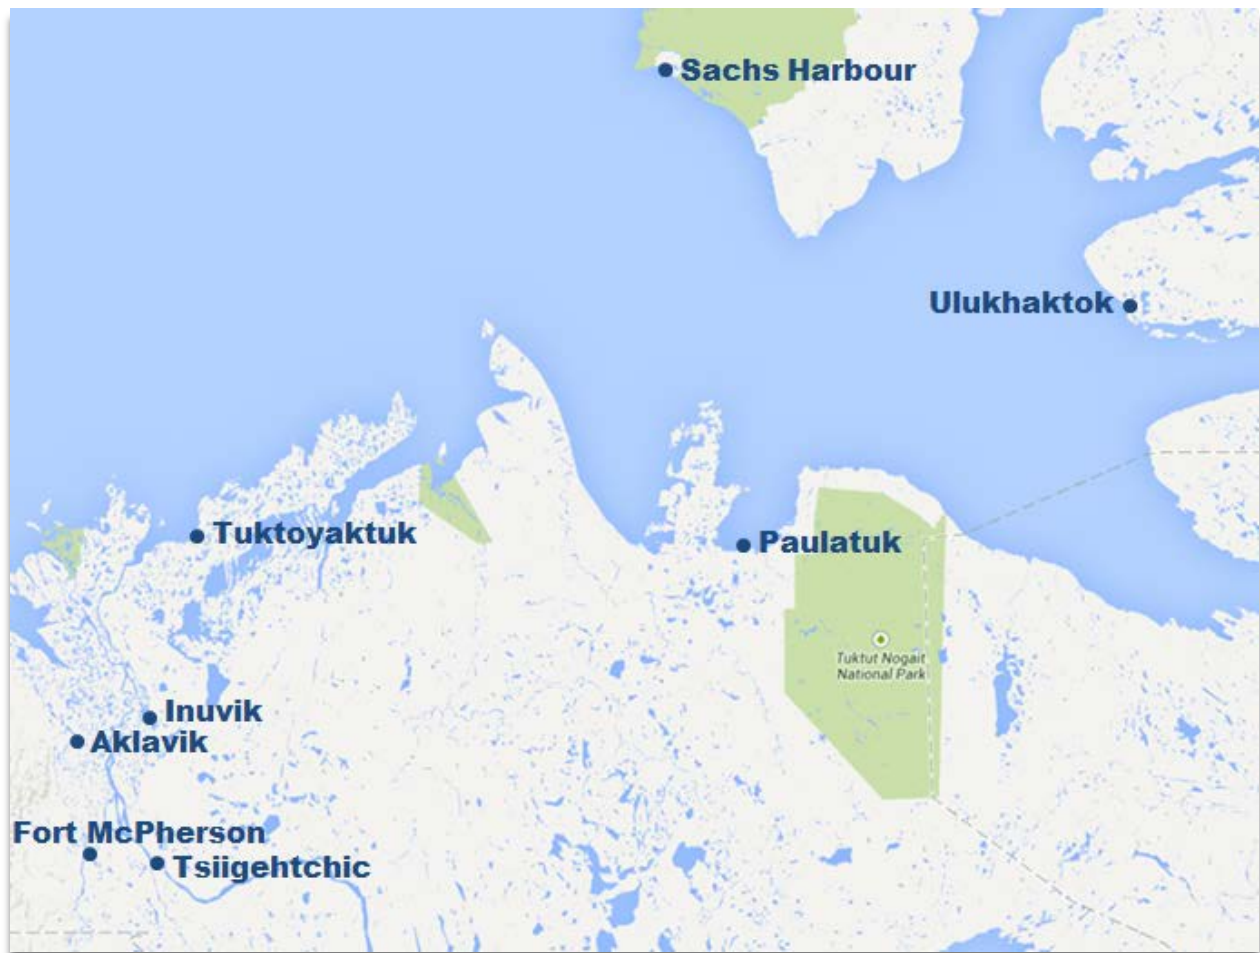 Sachs Harbour
Ulukhaktok
Tuktoyaktuk
Paulatuk
Tuktut Nogait
National Park
Inuvik
Aklavik
Fort McPherson
Tsiigehtchic